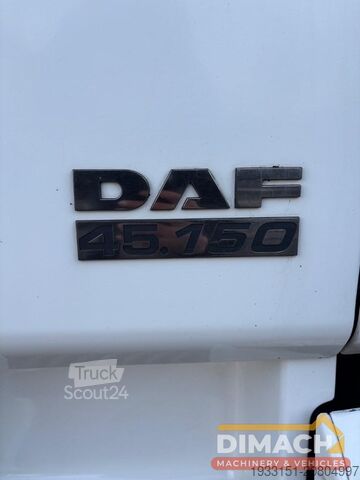 DAF
45.150
Truck
Scout24
DIMACH
MACHINERY & VEHICLES